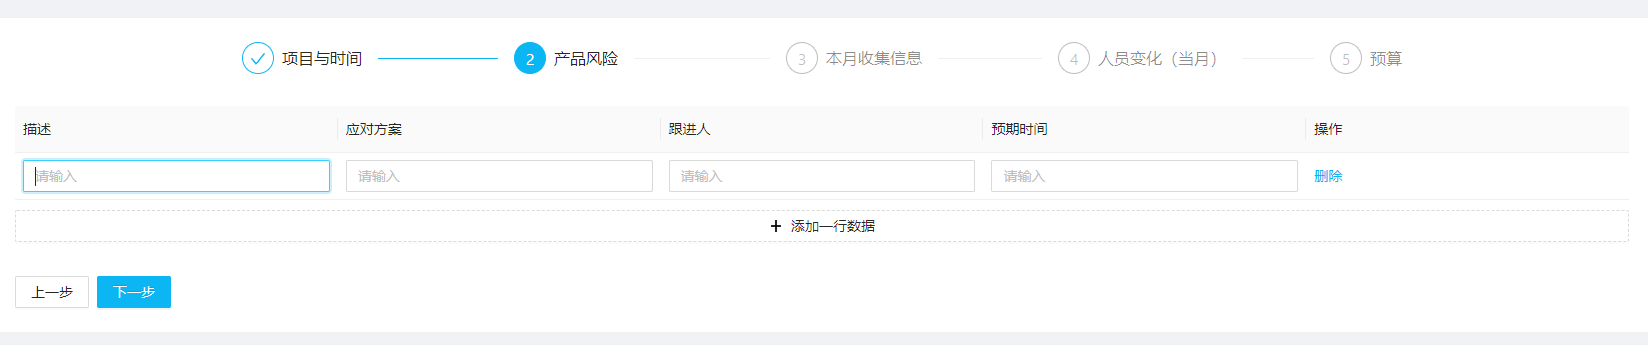 项目与时间 2 产品风险 3 本月收集信息 4 人员变化（当月） 5 预算
描述 应对方案 跟进人 预期时间 操作
请输入 请输入 请输入 请输入 删除
+ 添加一行数据
上一步 下一步